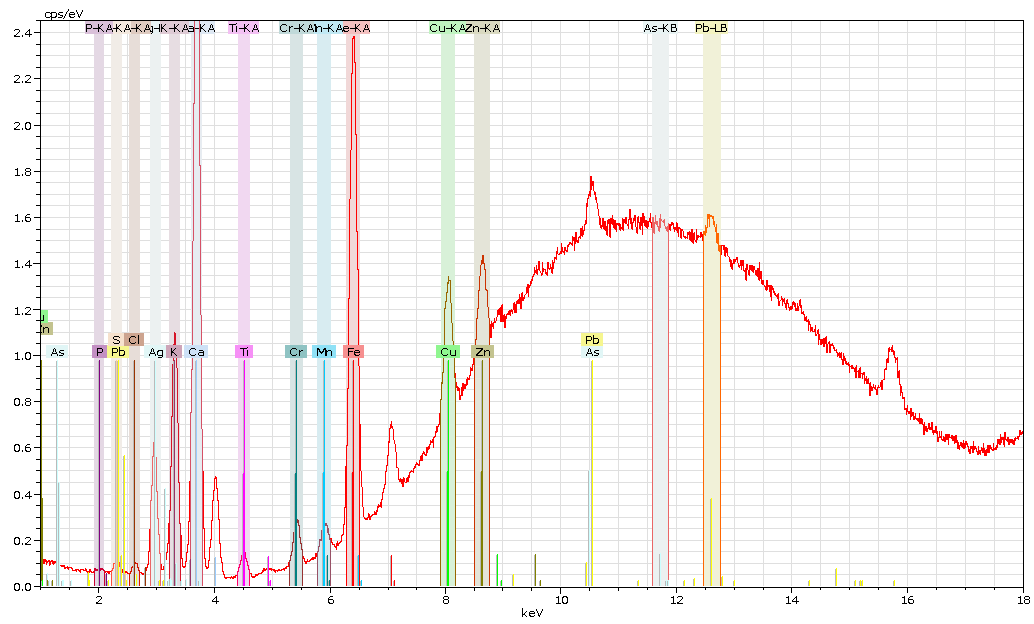 cps/eV
P-KA Ti-KA Cr-KA Cu-KA Zn-KA As-KB Pb-LB
2.4
2.2
2.0
1.8
1.6
1.4
1.2
1.0
0.8
0.6
0.4
0.2
0.0
S Cl Pb
As P Pb Ag K Ca Ti Cr Mn Fe Cu Zn As
2 4 6 8 10 12 14 16 18
keV